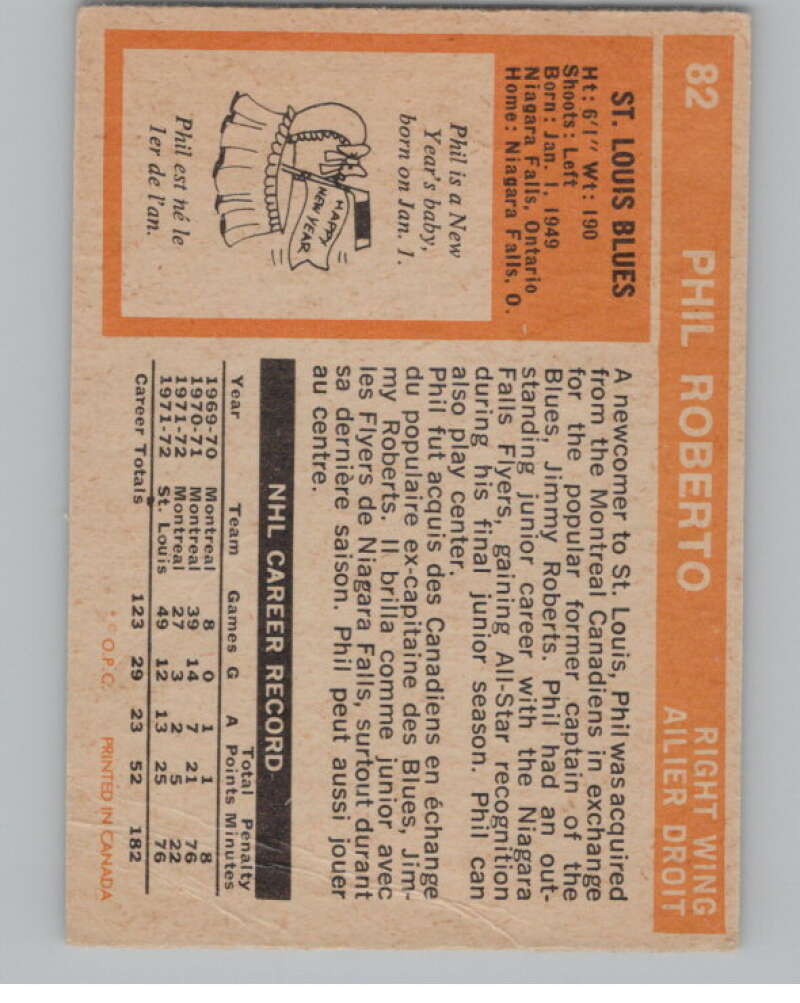 82 PHIL ROBERTO RIGHT WING
AILIER DROIT
ST. LOUIS BLUES
Ht: 6'1" Wt: 190
Shoots: Left
Born: Jan. 1, 1949
Niagara Falls, Ontario
Home: Niagara Falls, O.
Phil is a New
Year's baby,
born on Jan. 1.
HAPPY
NEW YEAR
Phil est né le
1er de l'an.
A newcomer to St. Louis, Phil was acquired
from the Montreal Canadiens in exchange
for the popular former captain of the
Blues, Jimmy Roberts. Phil had an out-
standing junior career with the Niagara
Falls Flyers, gaining All-Star recognition
during his final junior season. Phil can
also play center.
Phil fut acquis des Canadiens en échange
du populaire ex-capitaine des Blues, Jim-
my Roberts. Il brilla comme junior avec
les Flyers de Niagara Falls, surtout durant
sa dernière saison. Phil peut aussi jouer
au centre.
NHL CAREER RECORD
Total Penalty
Year Team Games G A Points Minutes
1969-70 Montreal 8 0 1 1 8
1970-71 Montreal 39 14 7 21 76
1971-72 Montreal 27 3 2 5 22
1971-72 St. Louis 49 12 13 25 76
Career Totals 123 29 23 52 182
© O.P.C. PRINTED IN CANADA